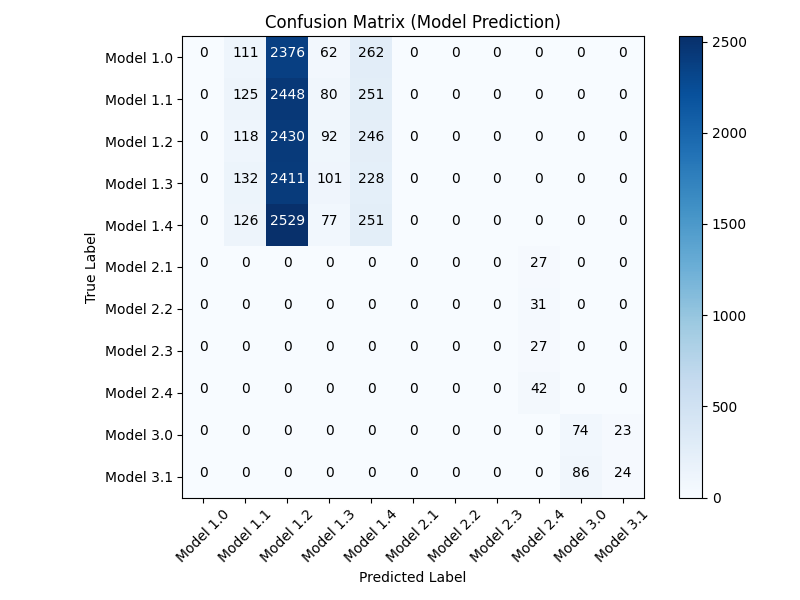 Confusion Matrix (Model Prediction)
True Label
Model 1.0 0 111 2376 62 262 0 0 0 0 0 0
Model 1.1 0 125 2448 80 251 0 0 0 0 0 0
Model 1.2 0 118 2430 92 246 0 0 0 0 0 0
Model 1.3 0 132 2411 101 228 0 0 0 0 0 0
Model 1.4 0 126 2529 77 251 0 0 0 0 0 0
Model 2.1 0 0 0 0 0 0 0 0 27 0 0
Model 2.2 0 0 0 0 0 0 0 0 31 0 0
Model 2.3 0 0 0 0 0 0 0 0 27 0 0
Model 2.4 0 0 0 0 0 0 0 0 42 0 0
Model 3.0 0 0 0 0 0 0 0 0 0 74 23
Model 3.1 0 0 0 0 0 0 0 0 0 86 24
Model 1.0 Model 1.1 Model 1.2 Model 1.3 Model 1.4 Model 2.1 Model 2.2 Model 2.3 Model 2.4 Model 3.0 Model 3.1
Predicted Label
2500
2000
1500
1000
500
0